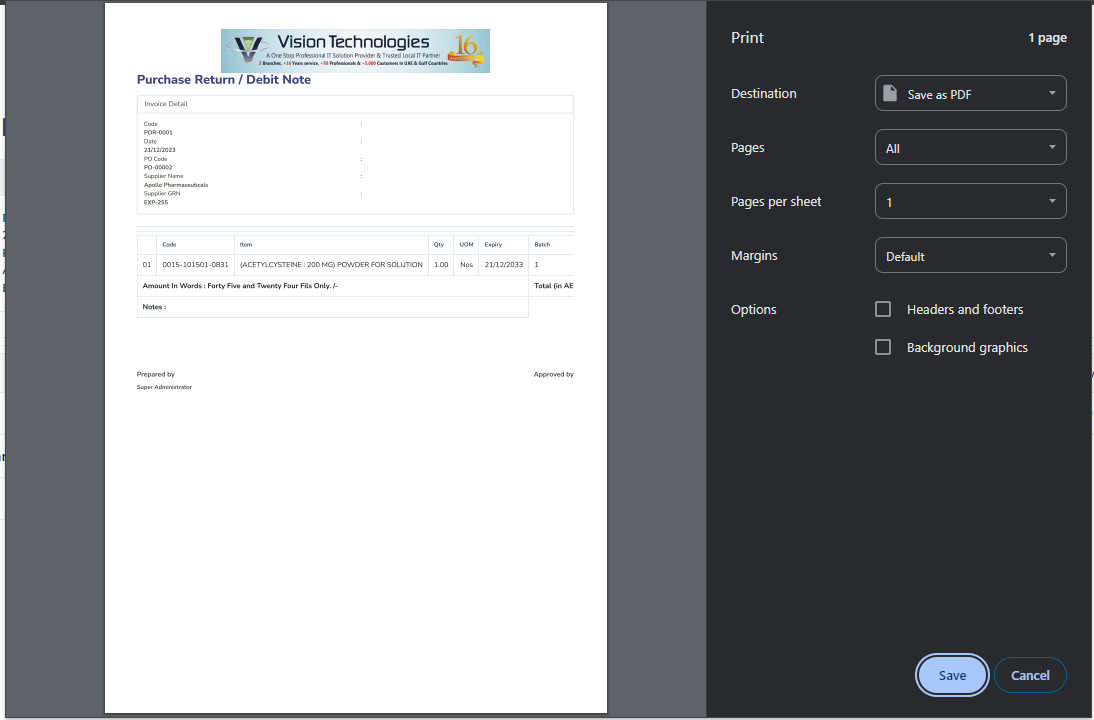 Vision Technologies
16
A One Stop Professional IT Solution Provider & Trusted Local IT Partner
5 Branches, +16 Years service, +50 Professionals & +5,000 Customers in UAE & Gulf Countries
Purchase Return / Debit Note
Invoice Detail
Code :
POR-0001
Date :
21/12/2023
PO Code :
PO-00002
Supplier Name :
Apollo Pharmaceuticals
Supplier GRN :
EXP-255
Code Item Qty UOM Expiry Batch
01 0015-101501-0831 (ACETYLCYSTEINE : 200 MG) POWDER FOR SOLUTION 1.00 Nos 21/12/2033 1
Amount In Words : Forty Five and Twenty Four Fils Only. /- Total (in AE
Notes :
Prepared by Approved by
Super Administrator
Print 1 page
Destination Save as PDF
Pages All
Pages per sheet 1
Margins Default
Options Headers and footers
Background graphics
Save Cancel